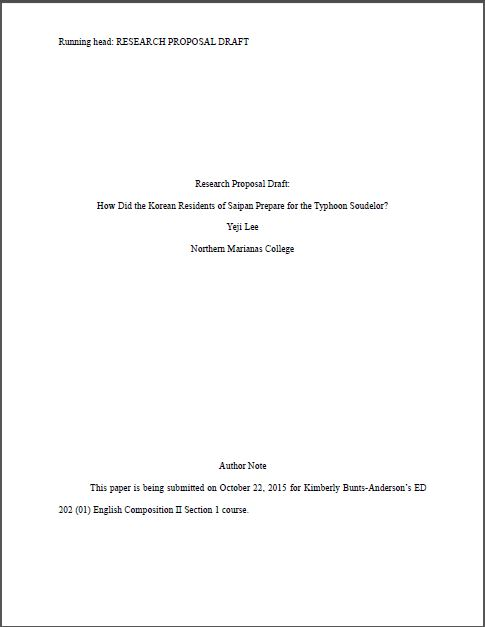 Running head: RESEARCH PROPOSAL DRAFT
Research Proposal Draft:
How Did the Korean Residents of Saipan Prepare for the Typhoon Soudelor?
Yeji Lee
Northern Marianas College
Author Note
This paper is being submitted on October 22, 2015 for Kimberly Bunts-Anderson’s ED
202 (01) English Composition II Section 1 course.